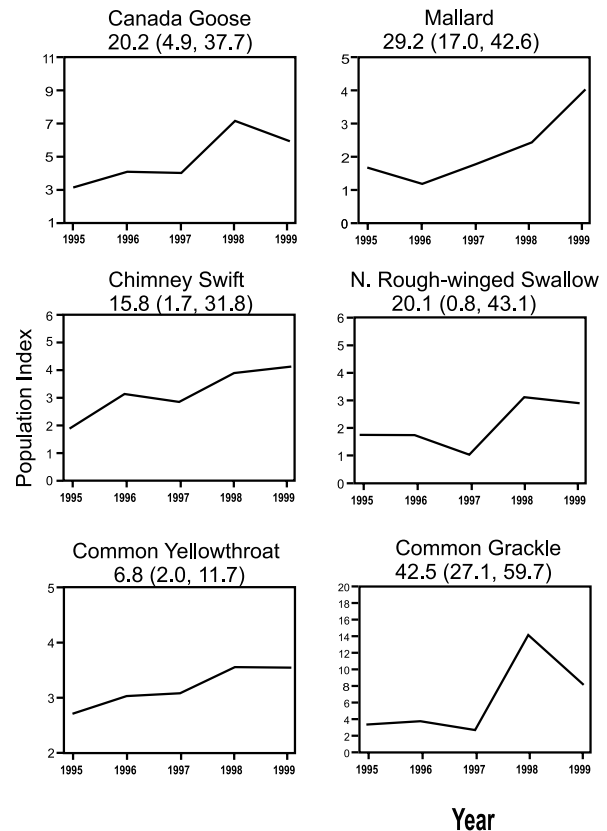 Canada Goose
20.2 (4.9, 37.7)
11
9
7
5
3
1
1995 1996 1997 1998 1999
Mallard
29.2 (17.0, 42.6)
5
4
3
2
1
0
1995 1996 1997 1998 1999
Population Index
Chimney Swift
15.8 (1.7, 31.8)
6
5
4
3
2
1
0
1995 1996 1997 1998 1999
N. Rough-winged Swallow
20.1 (0.8, 43.1)
6
5
4
3
2
1
0
1995 1996 1997 1998 1999
Common Yellowthroat
6.8 (2.0, 11.7)
5
4
3
2
1995 1996 1997 1998 1999
Common Grackle
42.5 (27.1, 59.7)
20
18
16
14
12
10
8
6
4
2
0
1995 1996 1997 1998 1999
Year